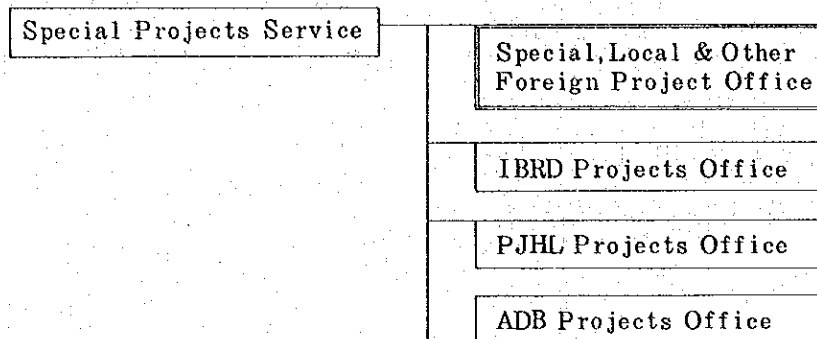 Special Projects Service
Special, Local & Other
Foreign Project Office
IBRD Projects Office
PJHL Projects Office
ADB Projects Office